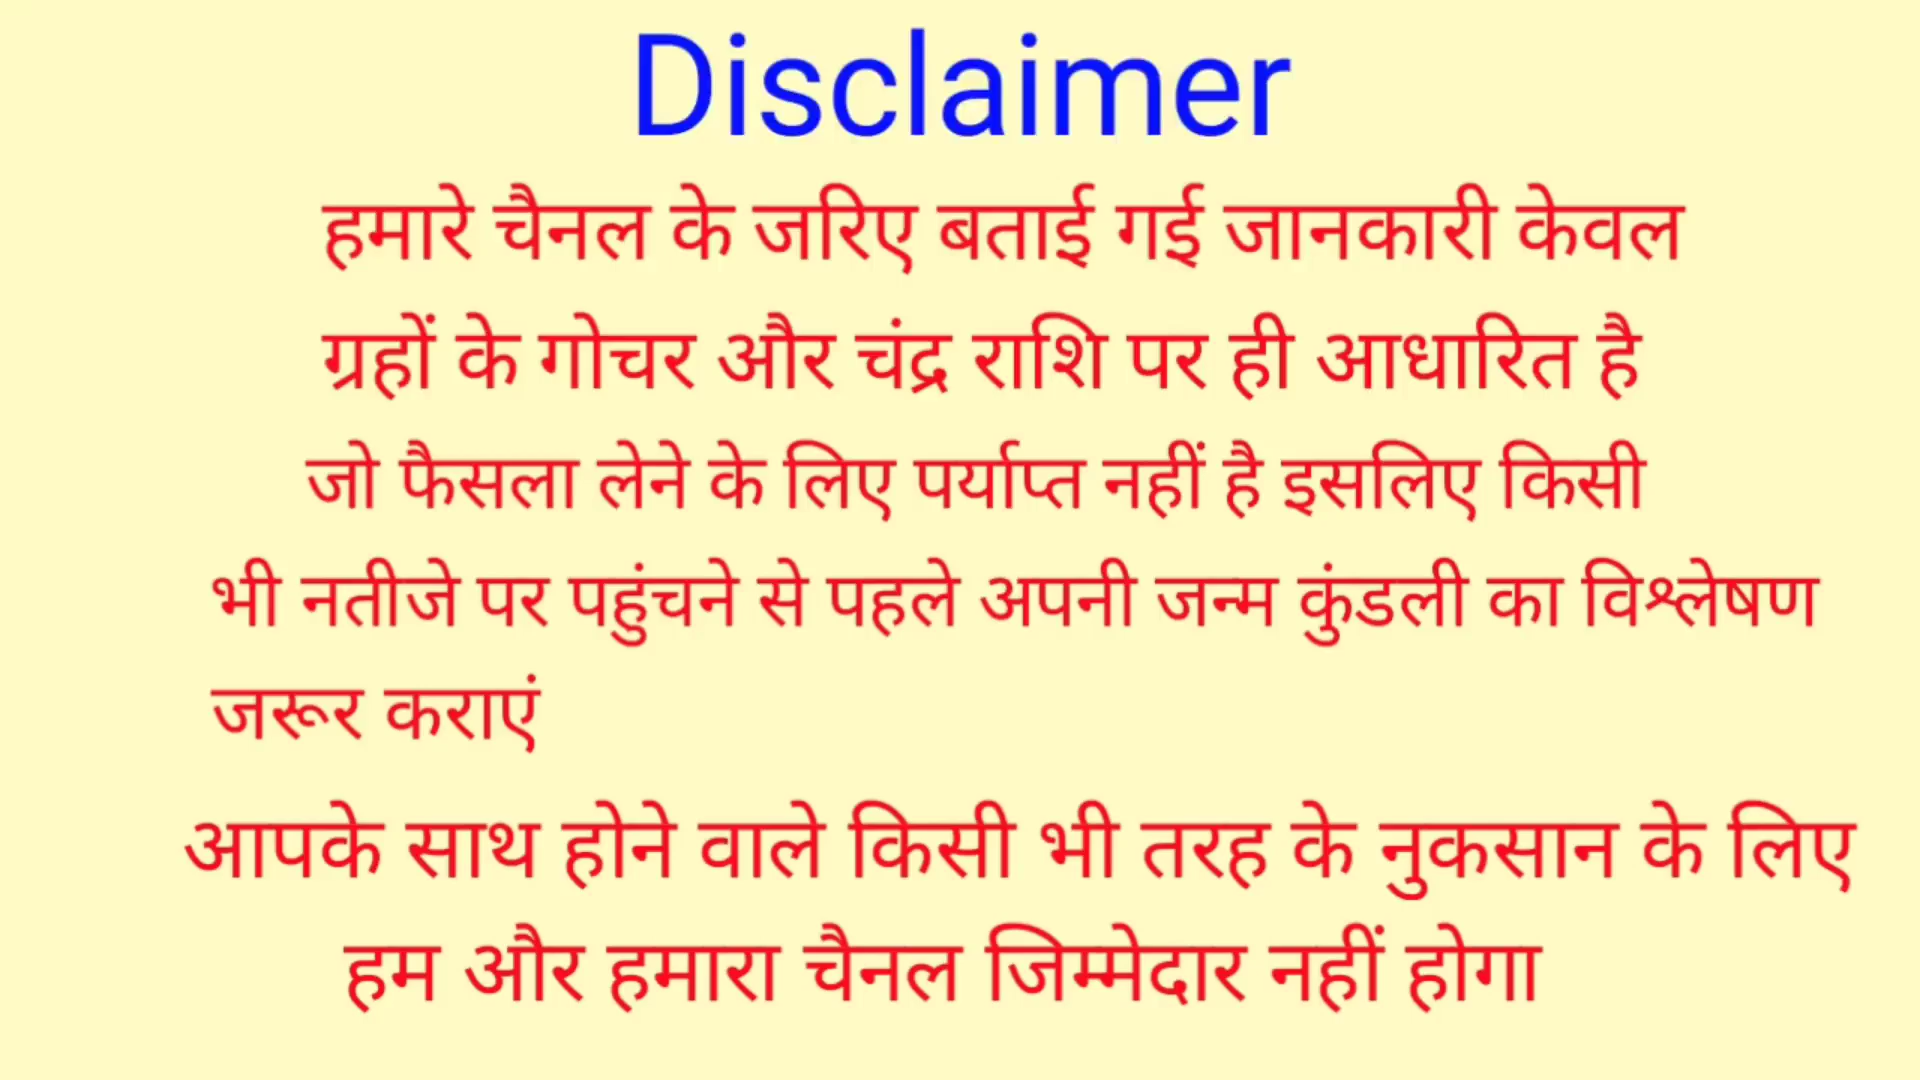 Disclaimer
हमारे चैनल के जरिए बताई गई जानकारी केवल
ग्रहों के गोचर और चंद्र राशि पर ही आधारित है
जो फैसला लेने के लिए पर्याप्त नहीं है इसलिए किसी
भी नतीजे पर पहुंचने से पहले अपनी जन्म कुंडली का विश्लेषण
जरूर कराएं
आपके साथ होने वाले किसी भी तरह के नुकसान के लिए
हम और हमारा चैनल जिम्मेदार नहीं होगा